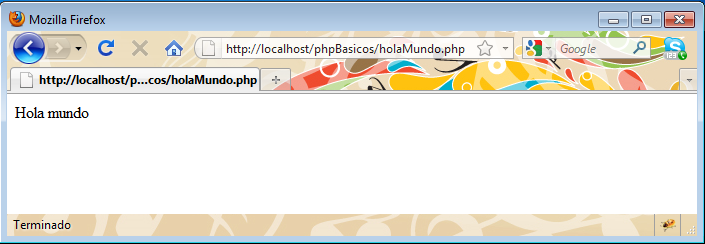 Mozilla Firefox
http://localhost/phpBasicos/holaMundo.php
Google
http://localhost/p...cos/holaMundo.php
Hola mundo
Terminado